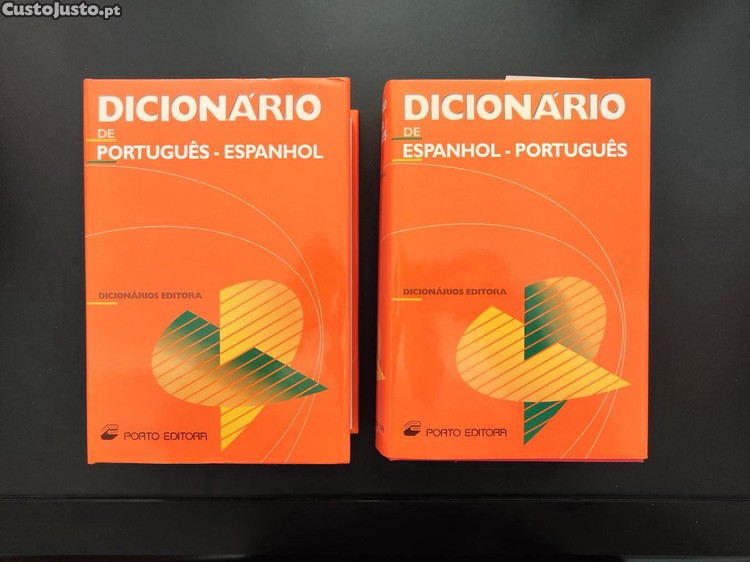 CustoJusto.pt
DICIONÁRIO
DE
PORTUGUÊS - ESPANHOL
DICIONÁRIOS EDITORA
PORTO EDITORA
DICIONÁRIO
DE
ESPANHOL - PORTUGUÊS
DICIONÁRIOS EDITORA
PORTO EDITORA